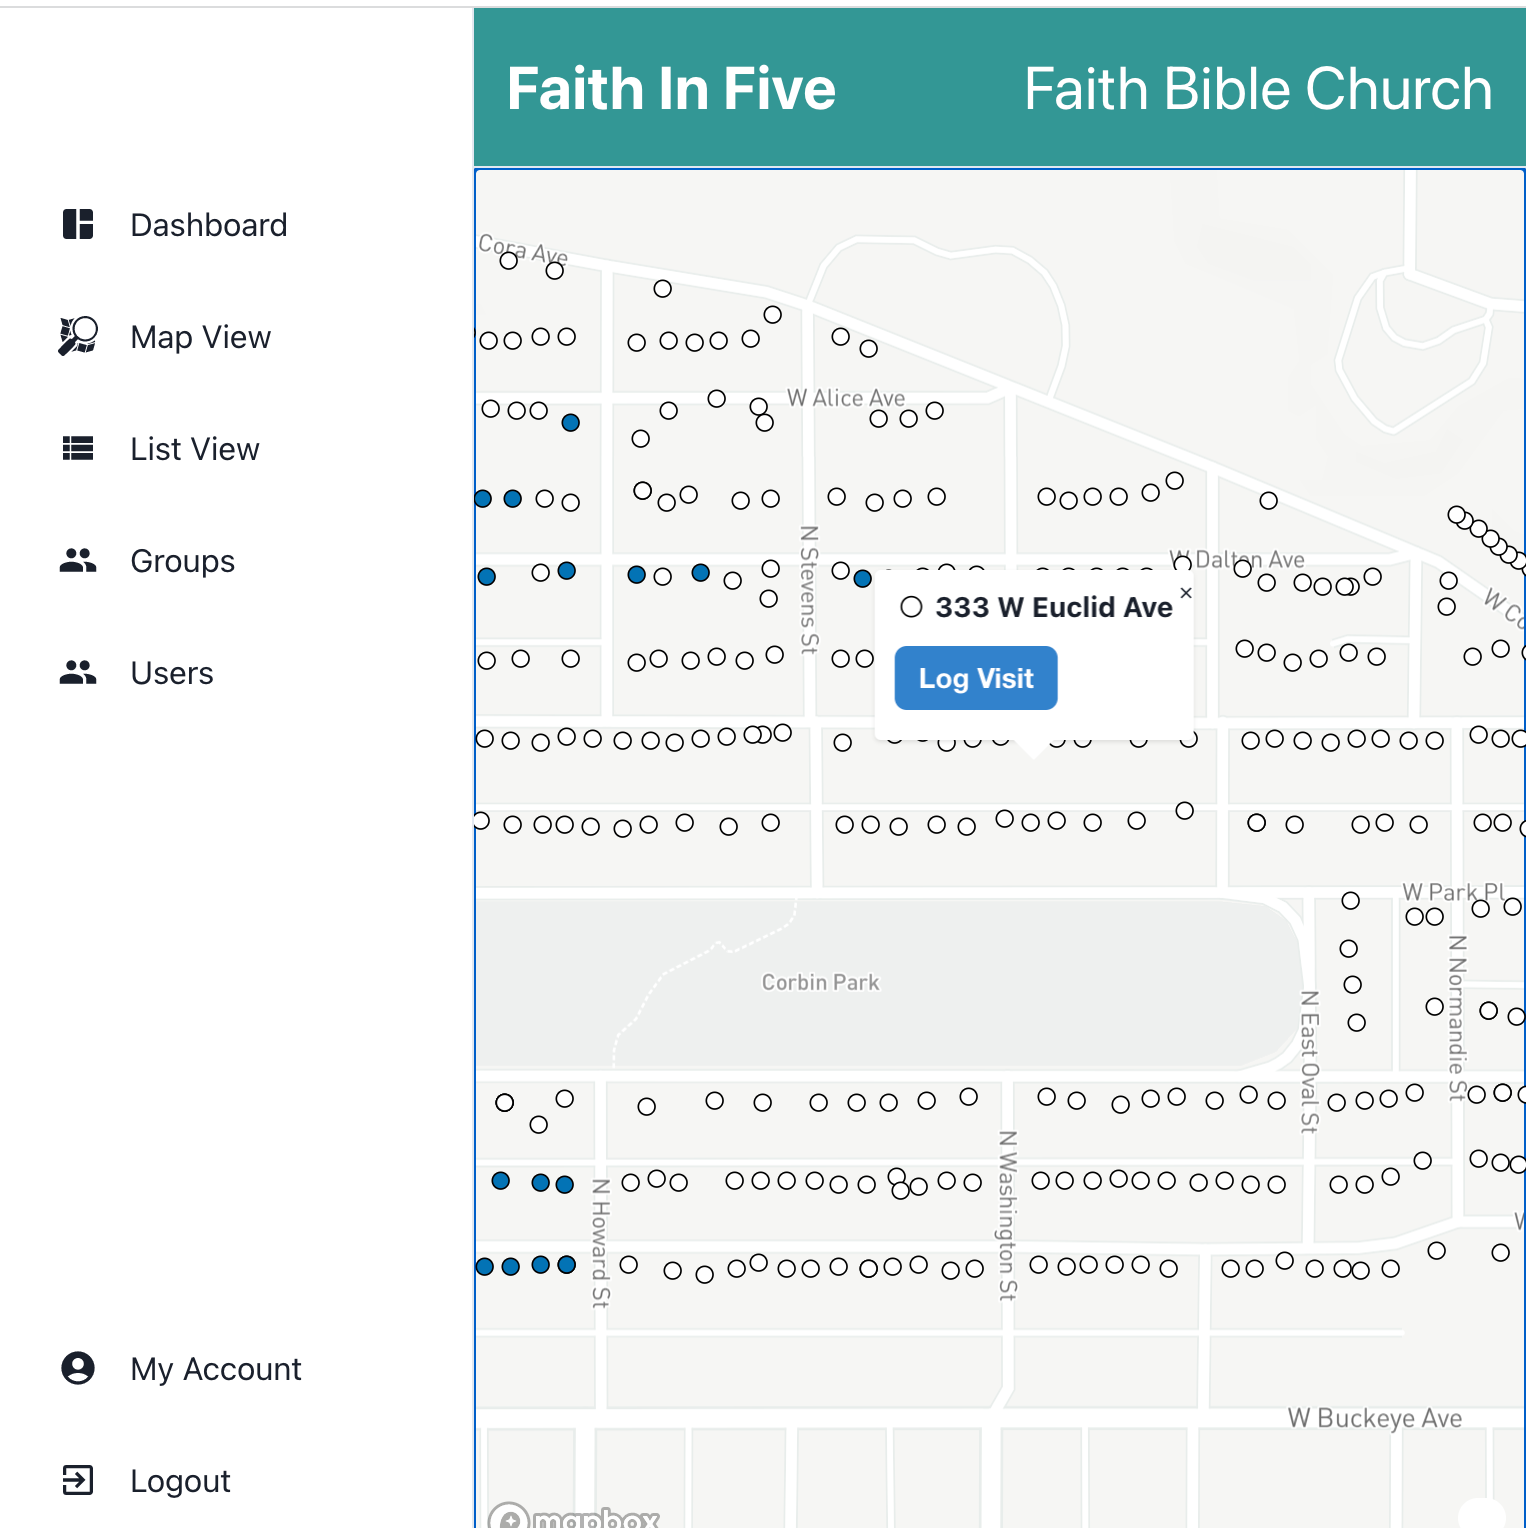 Faith In Five
Faith Bible Church
Dashboard
Map View
List View
Groups
Users
My Account
Logout
Cora Ave
W Alice Ave
N Stevens St
W Dalton Ave
333 W Euclid Ave
×
Log Visit
W Park Pl
Corbin Park
N East Oval St
N Normandie St
N Howard St
N Washington St
W Buckeye Ave
mapbox